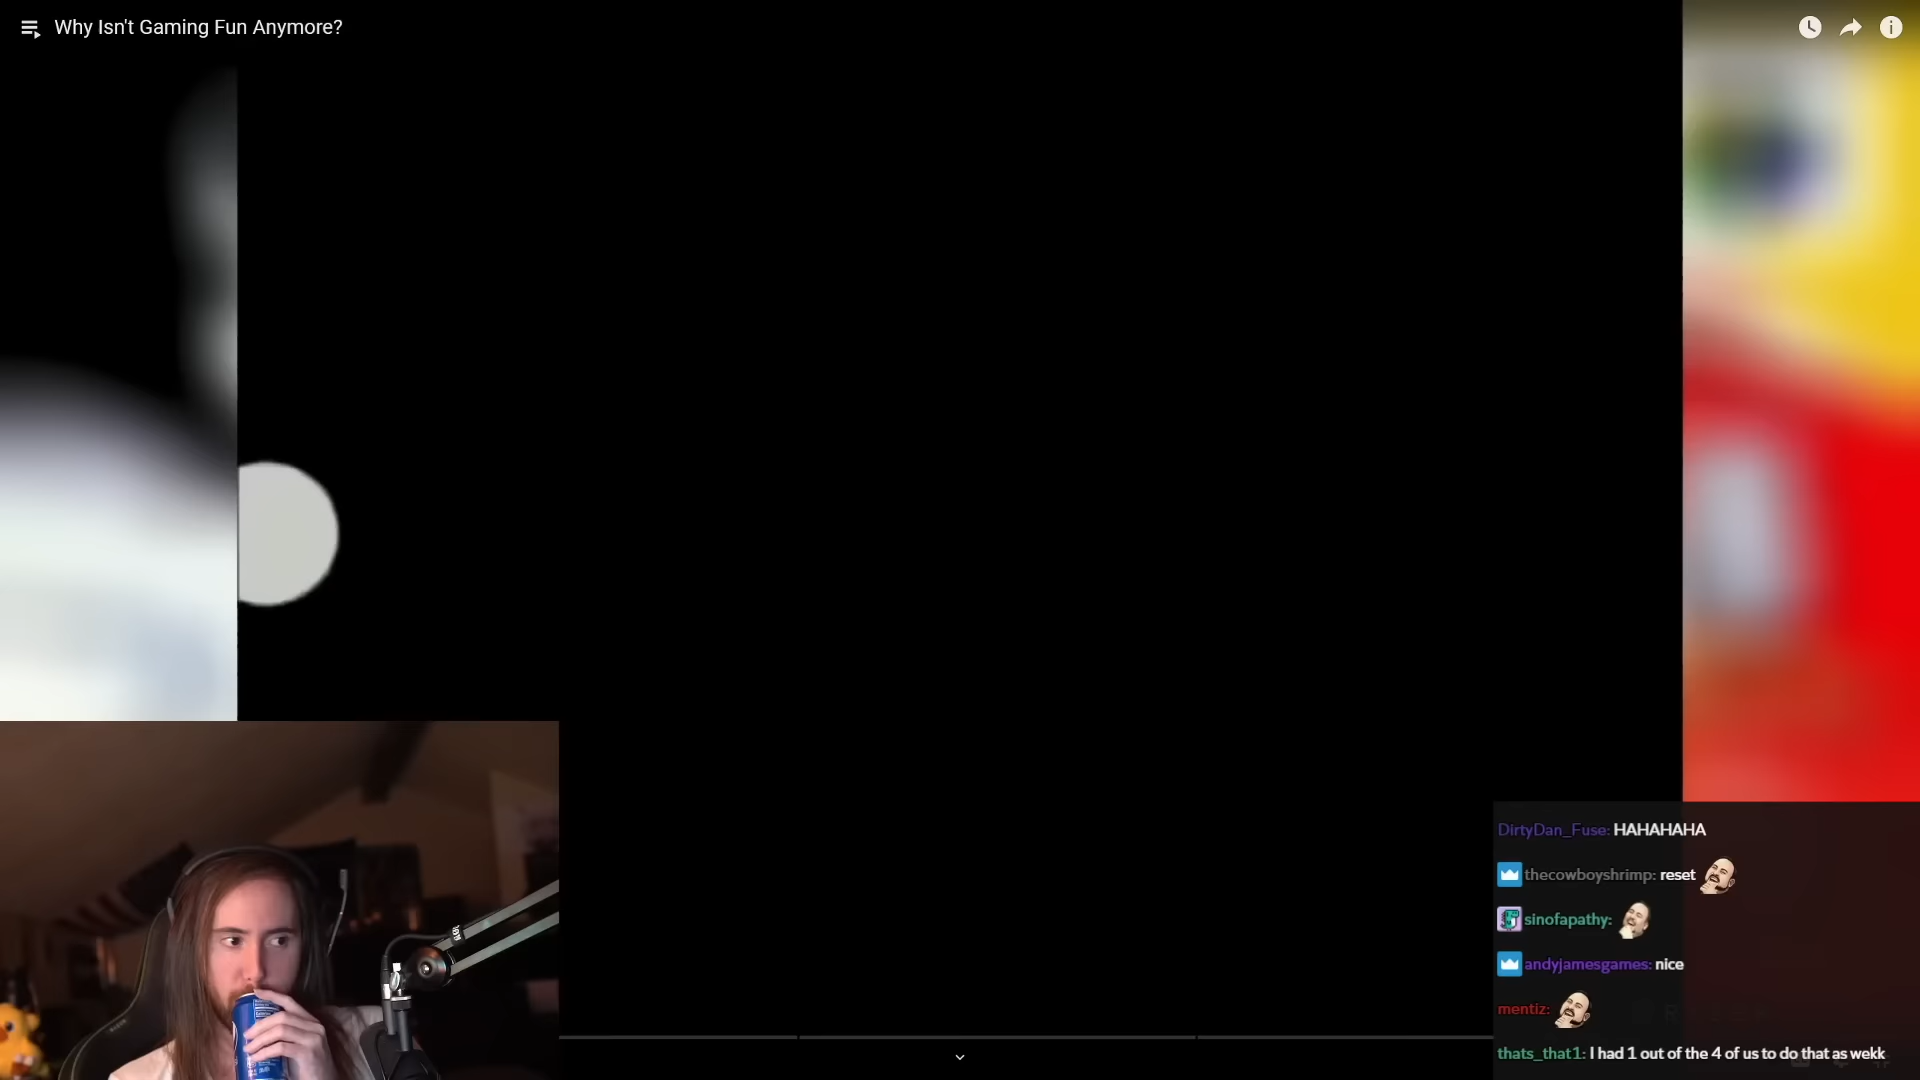 Why Isn't Gaming Fun Anymore?
DirtyDan_Fuse: HAHAHAHA
thecowboyshrimp: reset
sinofapathy:
andyjamesgames: nice
mentiz:
thats_that1: I had 1 out of the 4 of us to do that as wekk